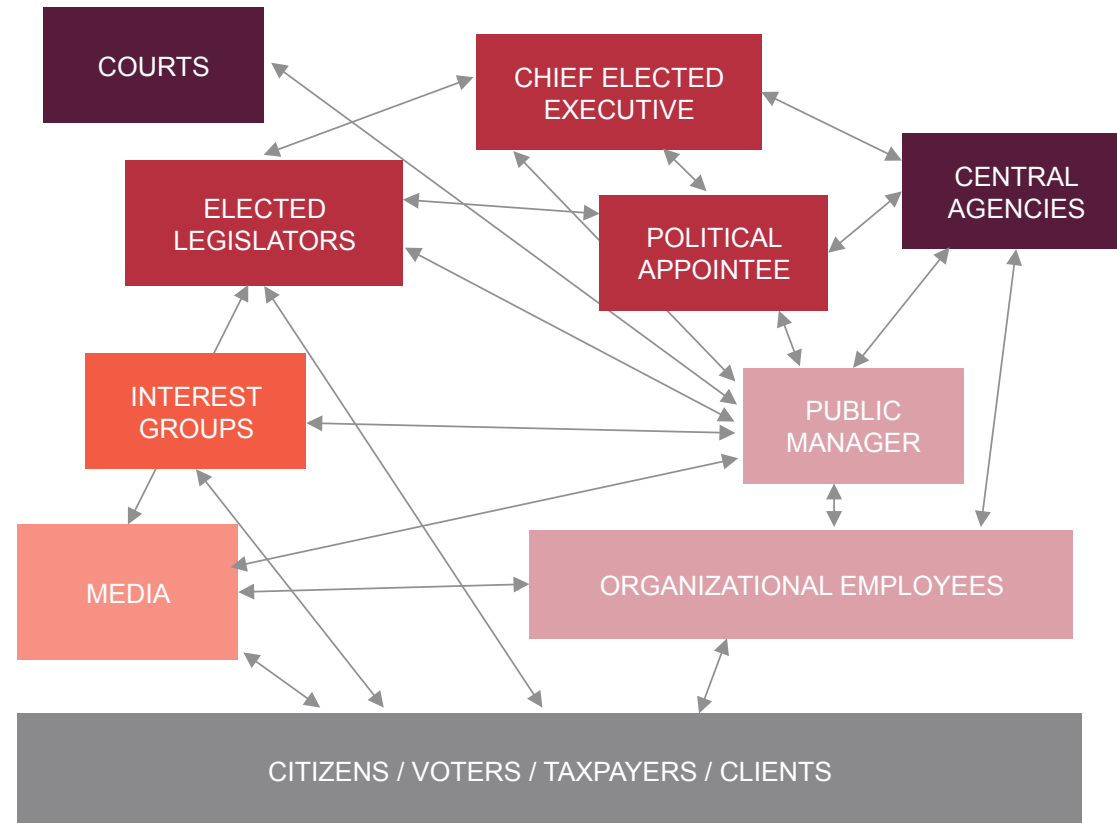 COURTS
CHIEF ELECTED
EXECUTIVE
CENTRAL
AGENCIES
ELECTED
LEGISLATORS
POLITICAL
APPOINTEE
INTEREST
GROUPS
PUBLIC
MANAGER
MEDIA
ORGANIZATIONAL EMPLOYEES
CITIZENS / VOTERS / TAXPAYERS / CLIENTS